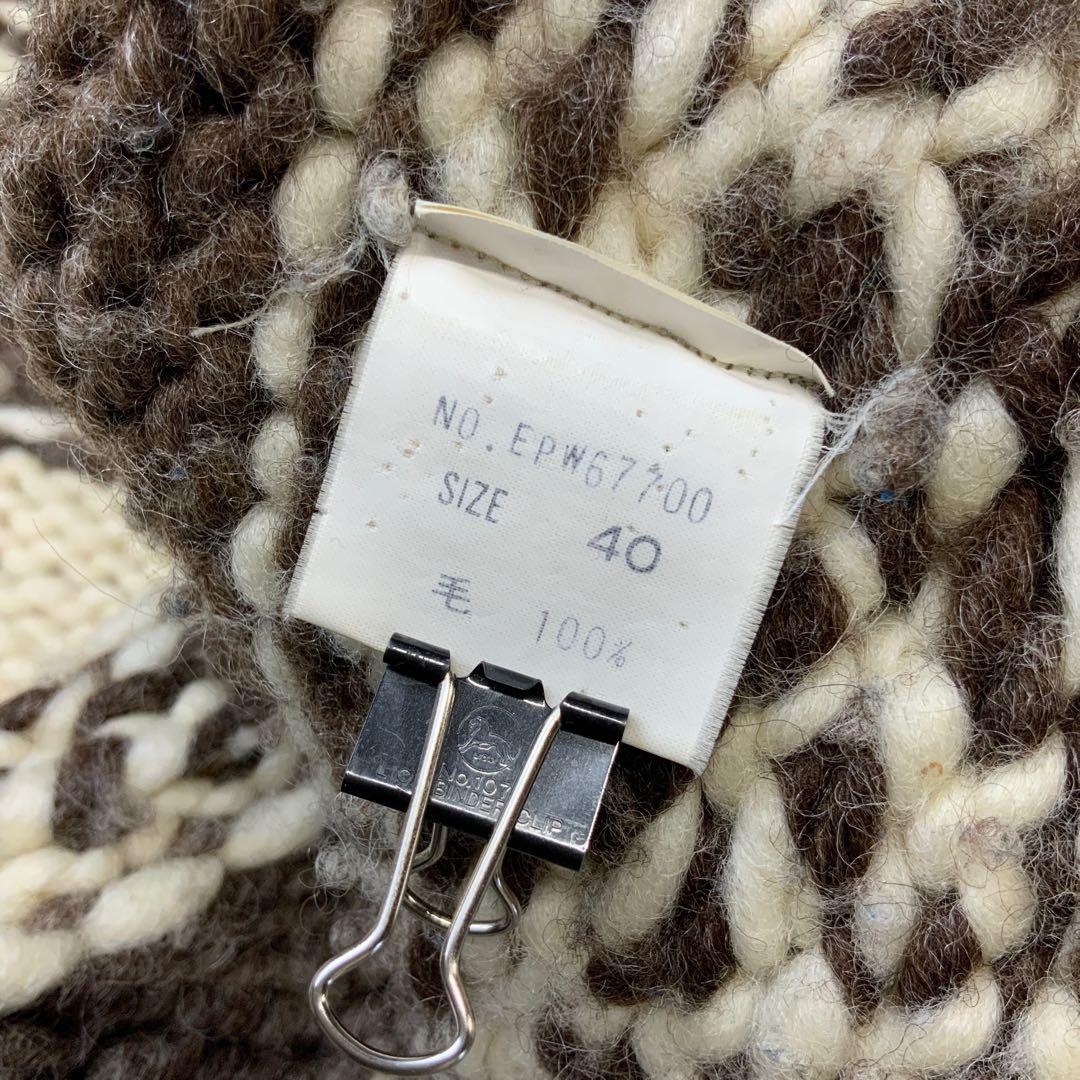 NO.EPW67700
SIZE 40
毛 100%
NO.107
BINDER CLIP